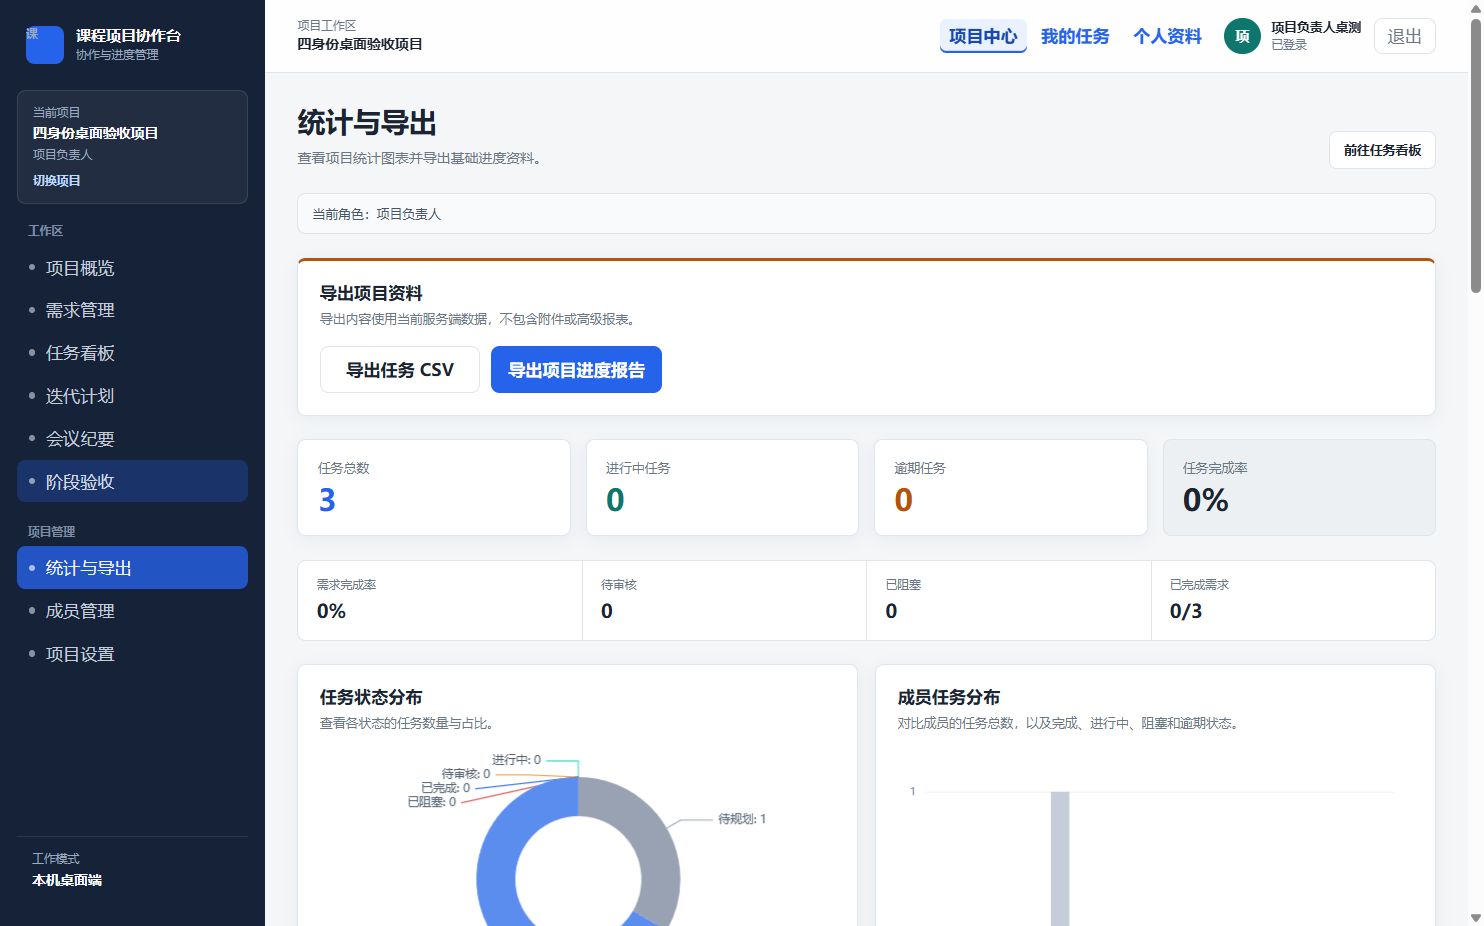 课
课程项目协作台
协作与进度管理
当前项目
四身份桌面验收项目
项目负责人
切换项目
工作区
项目概览
需求管理
任务看板
迭代计划
会议纪要
阶段验收
项目管理
统计与导出
成员管理
项目设置
工作模式
本机桌面端
项目工作区
四身份桌面验收项目
项目中心
我的任务
个人资料
项
项目负责人桌测
已登录
退出
统计与导出
查看项目统计图表并导出基础进度资料。
前往任务看板
当前角色：项目负责人
导出项目资料
导出内容使用当前服务端数据，不包含附件或高级报表。
导出任务 CSV
导出项目进度报告
任务总数
3
进行中任务
0
逾期任务
0
任务完成率
0%
需求完成率
0%
待审核
0
已阻塞
0
已完成需求
0/3
任务状态分布
查看各状态的任务数量与占比。
进行中: 0
待审核: 0
已完成: 0
已阻塞: 0
待规划: 1
成员任务分布
对比成员的任务总数，以及完成、进行中、阻塞和逾期状态。
1